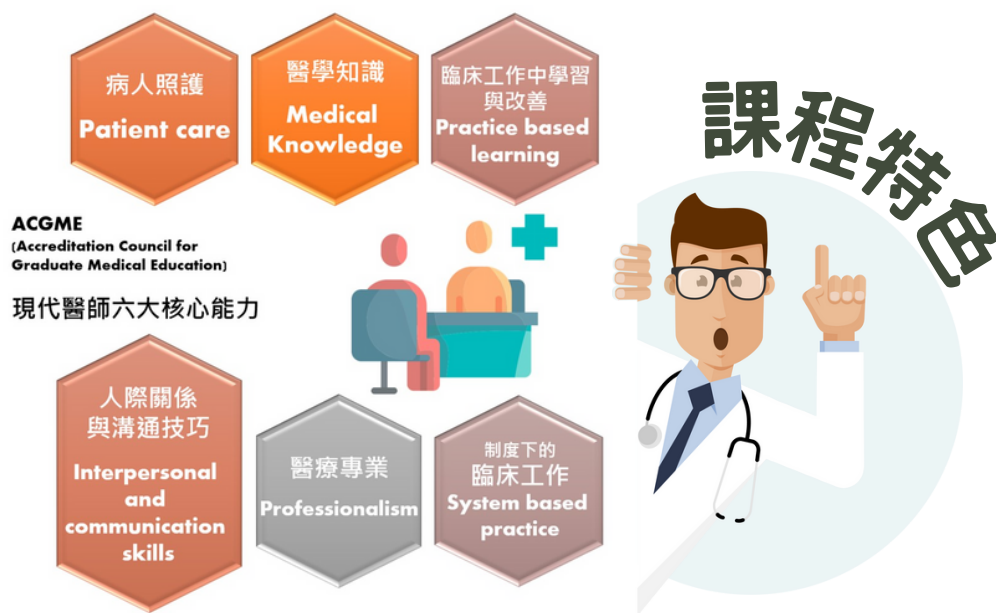 病人照護
Patient care
醫學知識
Medical
Knowledge
臨床工作中學習
與改善
Practice based
learning
課程特色
ACGME
(Accreditation Council for
Graduate Medical Education)
現代醫師六大核心能力
人際關係
與溝通技巧
Interpersonal
and
communication
skills
醫療專業
Professionalism
制度下的
臨床工作
System based
practice